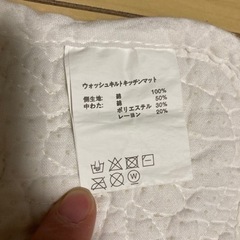 ウォッシュキルトキッチンマット
側生地: 綿 100%
中わた: 綿 50%
ポリエステル 30%
レーヨン 20%